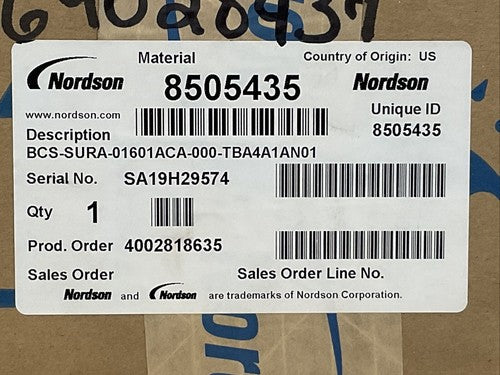 69028937
Material
Country of Origin: US
Nordson
8505435
Nordson
www.nordson.com
Unique ID
8505435
Description
BCS-SURA-01601ACA-000-TBA4A1AN01
Serial No. SA19H29574
Qty 1
Prod. Order 4002818635
Sales Order
Sales Order Line No.
Nordson and Nordson are trademarks of Nordson Corporation.